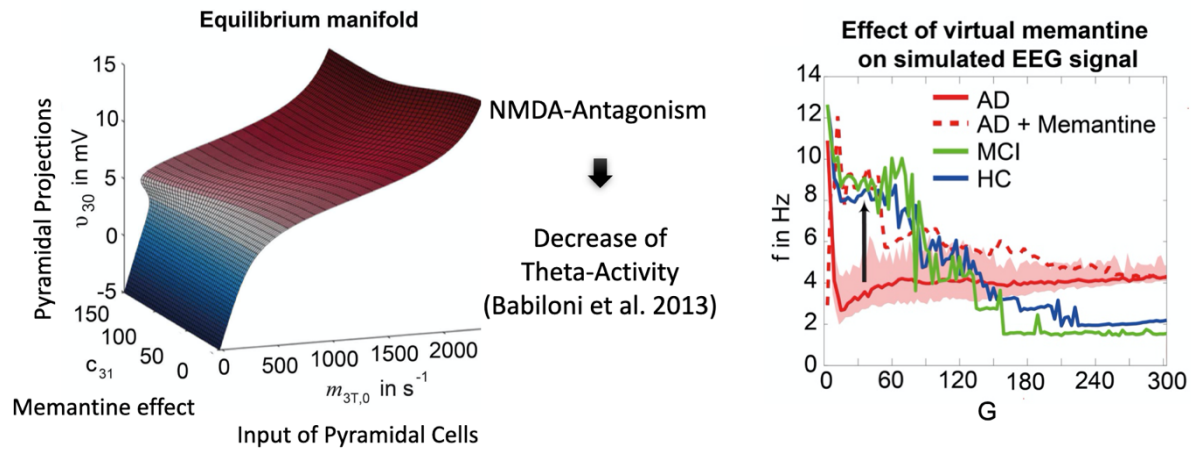 Equilibrium manifold
15
10
5
0
−5
Pyramidal Projections
υ30 in mV
150
100
50
0
c31
0
500
1000
1500
2000
m3T,0 in s−1
Memantine effect
Input of Pyramidal Cells
NMDA-Antagonism
Decrease of
Theta-Activity
(Babiloni et al. 2013)
Effect of virtual memantine
on simulated EEG signal
14
12
10
8
6
4
2
0
f in Hz
AD
AD + Memantine
MCI
HC
0
60
120
180
240
300
G